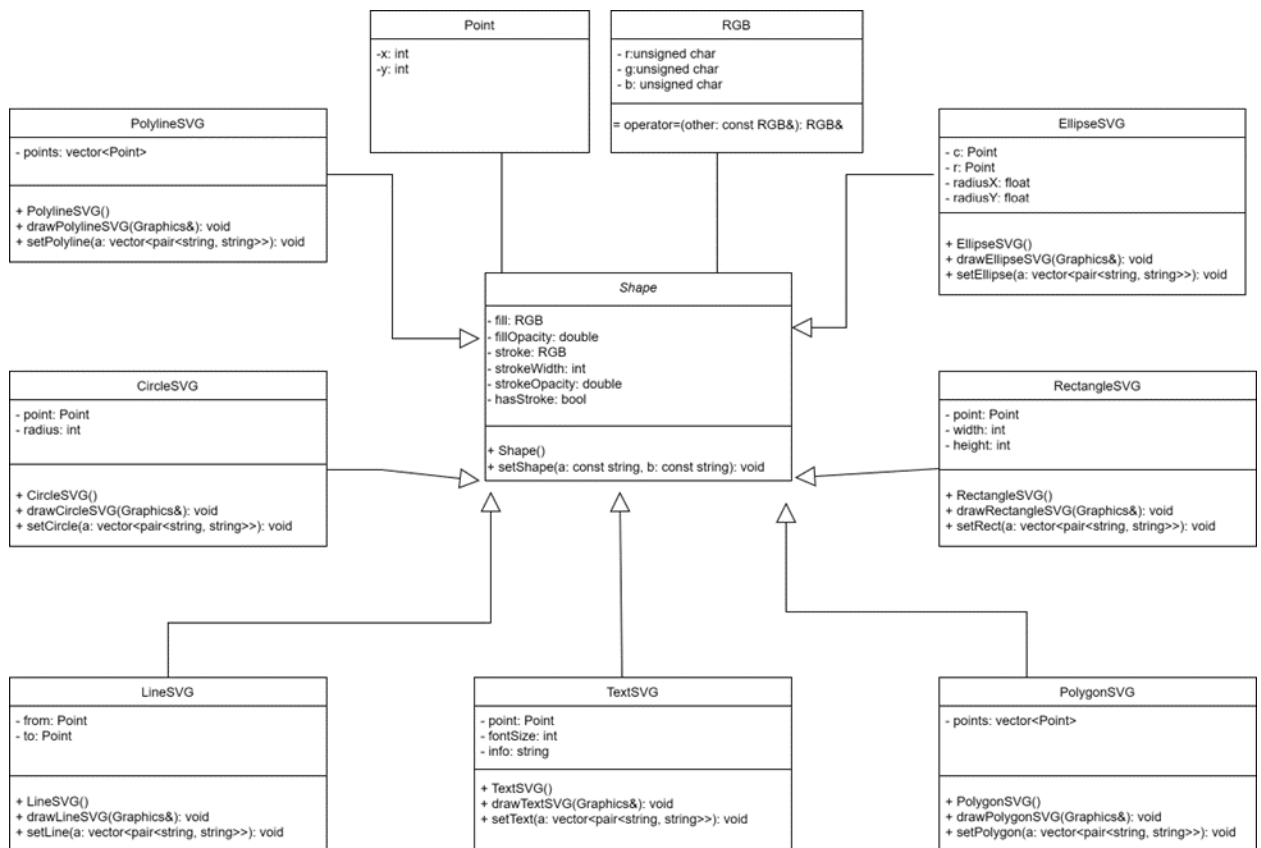 Point
-x: int
-y: int
RGB
- r:unsigned char
- g:unsigned char
- b: unsigned char
= operator=(other: const RGB&): RGB&
PolylineSVG
- points: vector<Point>
+ PolylineSVG()
+ drawPolylineSVG(Graphics&): void
+ setPolyline(a: vector<pair<string, string>>): void
EllipseSVG
- c: Point
- r: Point
- radiusX: float
- radiusY: float
+ EllipseSVG()
+ drawEllipseSVG(Graphics&): void
+ setEllipse(a: vector<pair<string, string>>): void
Shape
- fill: RGB
- fillOpacity: double
- stroke: RGB
- strokeWidth: int
- strokeOpacity: double
- hasStroke: bool
+ Shape()
+ setShape(a: const string, b: const string): void
CircleSVG
- point: Point
- radius: int
+ CircleSVG()
+ drawCircleSVG(Graphics&): void
+ setCircle(a: vector<pair<string, string>>): void
RectangleSVG
- point: Point
- width: int
- height: int
+ RectangleSVG()
+ drawRectangleSVG(Graphics&): void
+ setRect(a: vector<pair<string, string>>): void
LineSVG
- from: Point
- to: Point
+ LineSVG()
+ drawLineSVG(Graphics&): void
+ setLine(a: vector<pair<string, string>>): void
TextSVG
- point: Point
- fontSize: int
- info: string
+ TextSVG()
+ drawTextSVG(Graphics&): void
+ setText(a: vector<pair<string, string>>): void
PolygonSVG
- points: vector<Point>
+ PolygonSVG()
+ drawPolygonSVG(Graphics&): void
+ setPolygon(a: vector<pair<string, string>>): void